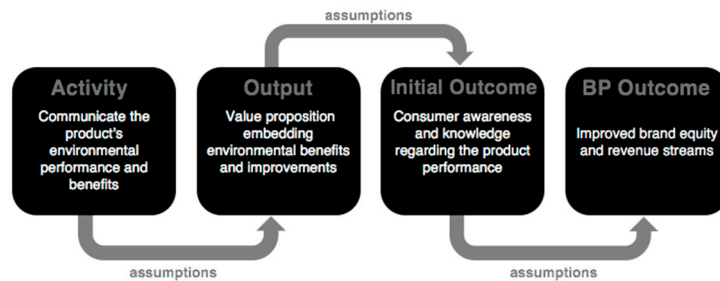 assumptions
Activity
Communicate the
product's
environmental
performance and
benefits
Output
Value proposition
embedding
environmental benefits
and improvements
Initial Outcome
Consumer awareness
and knowledge
regarding the product
performance
BP Outcome
Improved brand equity
and revenue streams
assumptions
assumptions